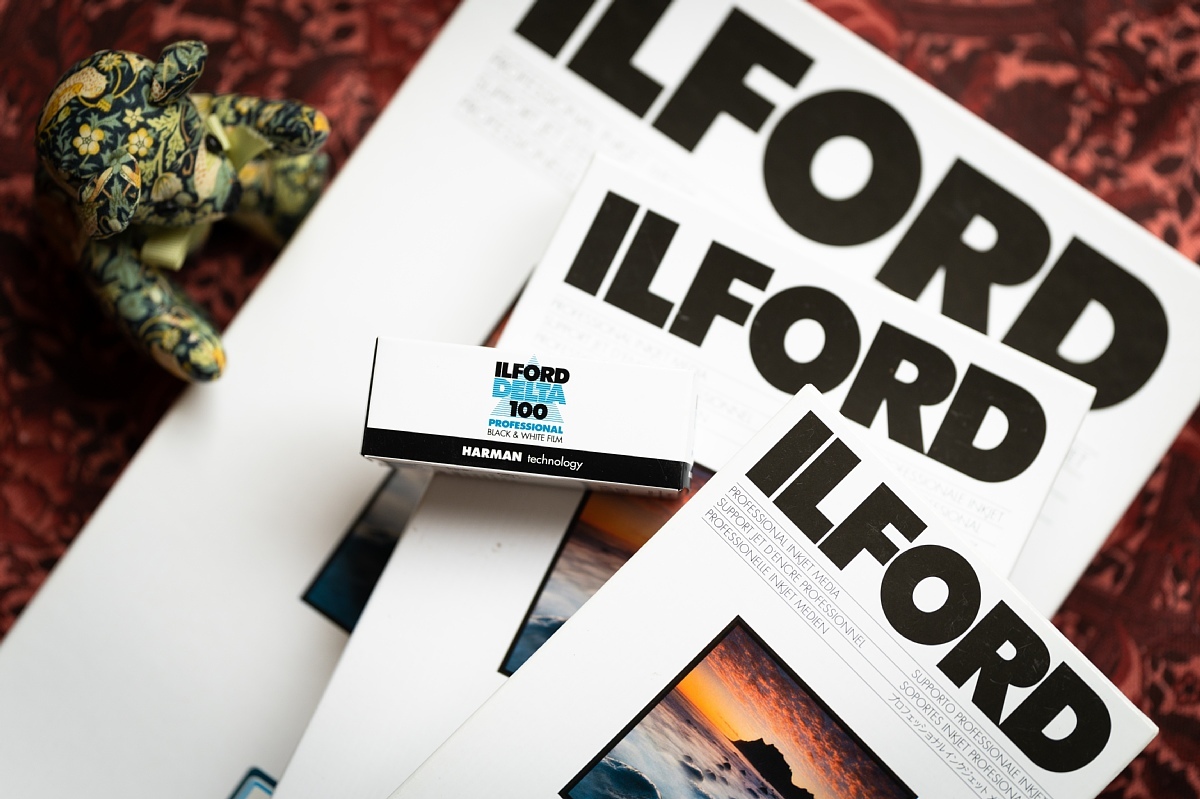 ILFORD
ILFORD
ILFORD
DELTA
100
PROFESSIONAL
BLACK & WHITE FILM
HARMAN technology
ILFORD
PROFESSIONAL INKJET MEDIA
SUPPORT JET D'ENCRE PROFESSIONNEL
PROFESSIONELLE INKJET MEDIEN
SUPPORTO PROFESSIONALE INKJET
SOPORTES INKJET PROFESIONAL
プロフェッショナルインクジェット